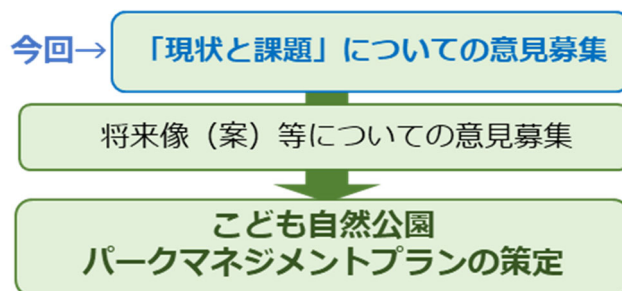 今回→ 「現状と課題」についての意見募集
将来像（案）等についての意見募集
こども自然公園
パークマネジメントプランの策定